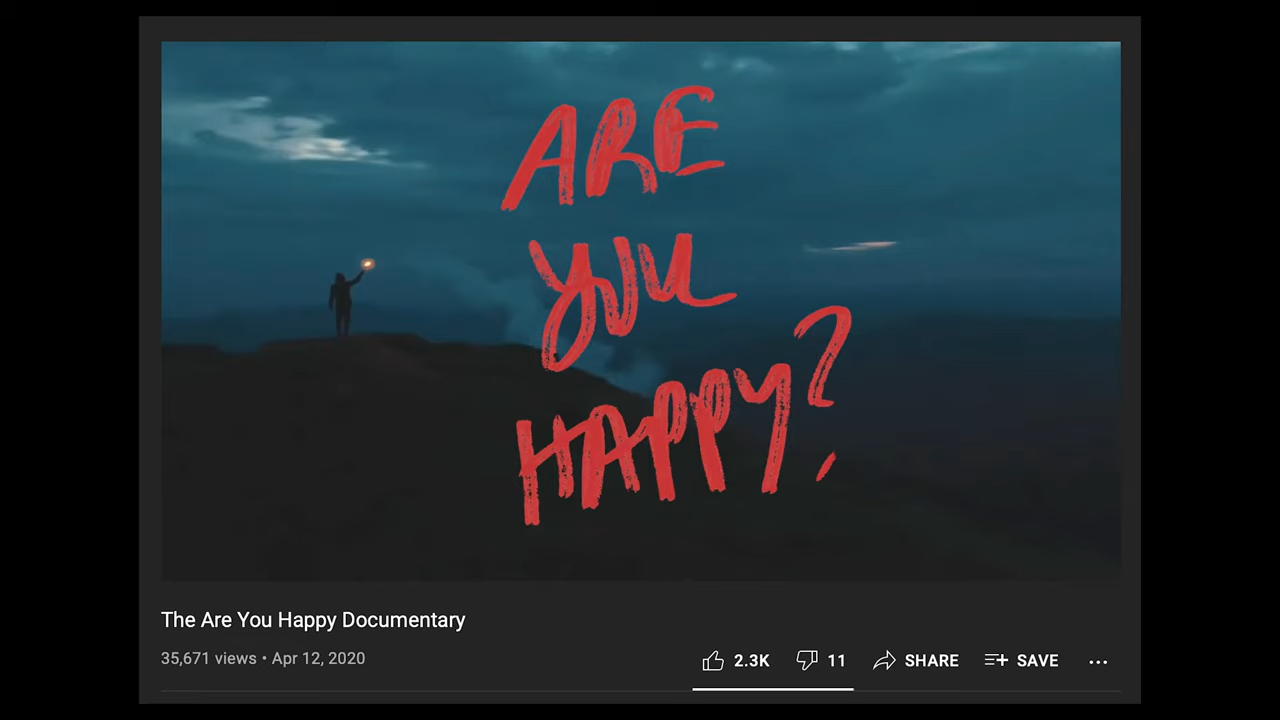 ARE
YOU
HAPPY?
The Are You Happy Documentary
35,671 views • Apr 12, 2020
2.3K 11 SHARE SAVE